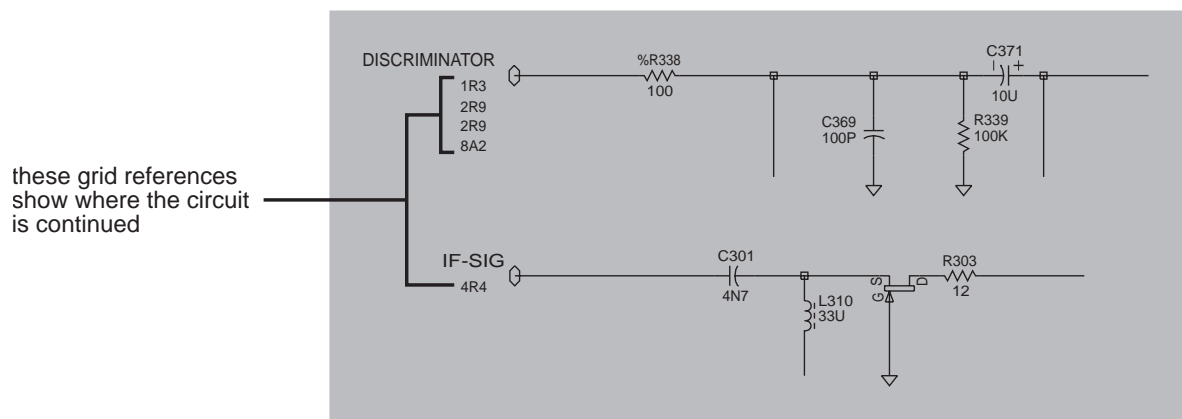 DISCRIMINATOR
1R3
2R9
2R9
8A2
%R338
100
C369
100P
R339
100K
C371
10U
these grid references
show where the circuit
is continued
IF-SIG
4R4
C301
4N7
L310
33U
G S
D
R303
12